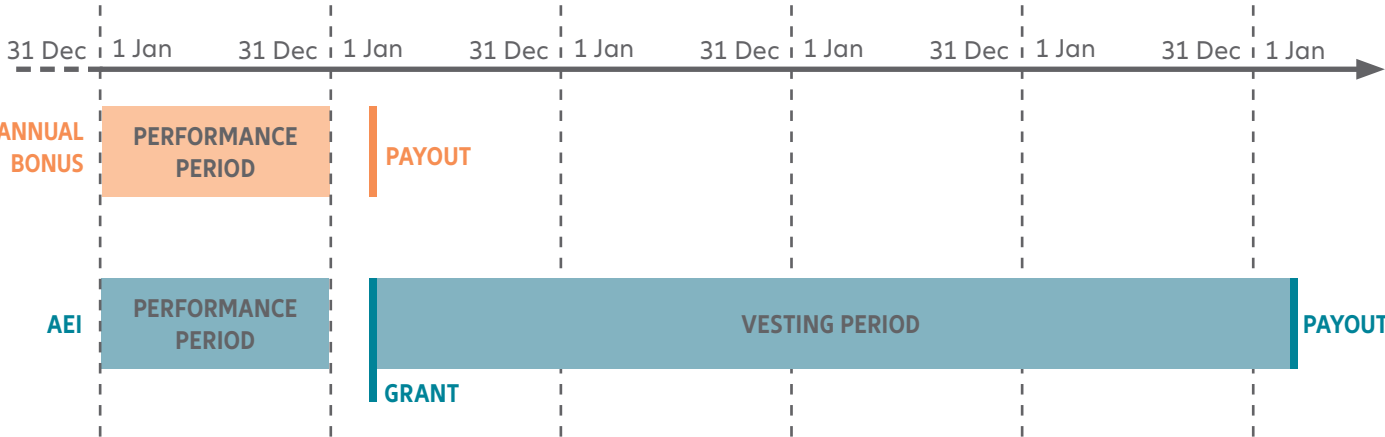 31 Dec 1 Jan 31 Dec 1 Jan 31 Dec 1 Jan 31 Dec 1 Jan 31 Dec 1 Jan 31 Dec 1 Jan
ANNUAL
BONUS
PERFORMANCE
PERIOD
PAYOUT
AEI
PERFORMANCE
PERIOD
VESTING PERIOD
PAYOUT
GRANT